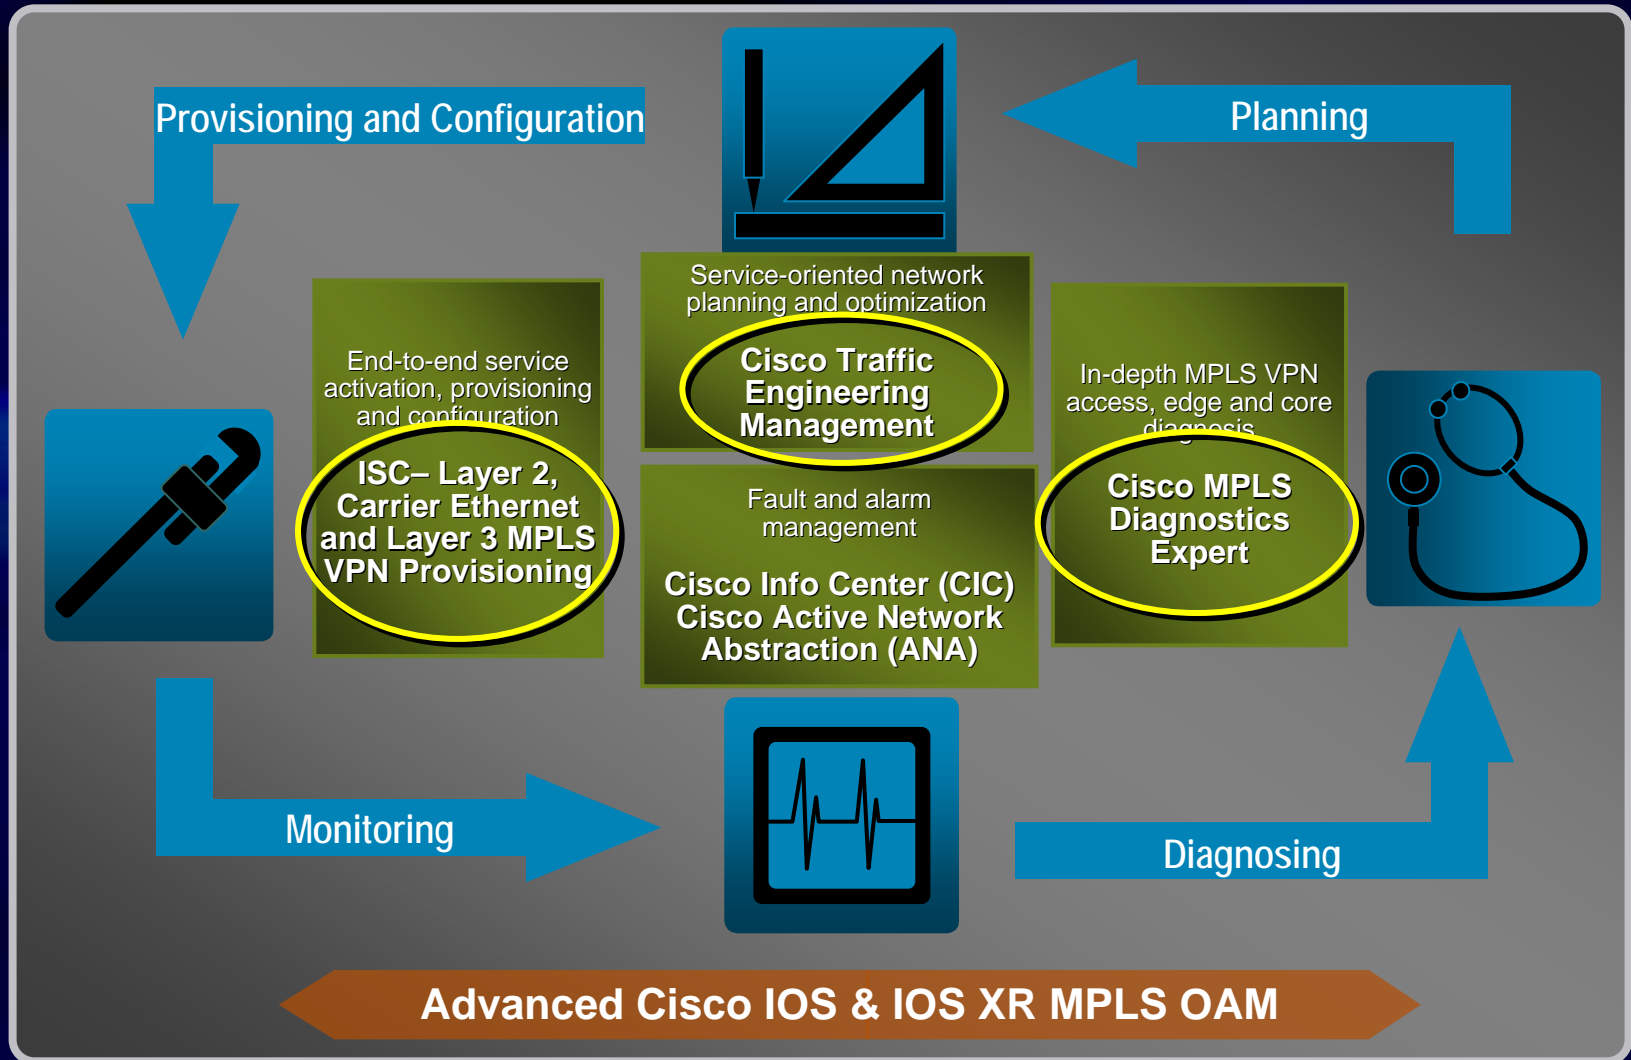 Provisioning and Configuration
Planning
Service-oriented network
planning and optimization
Cisco Traffic
Engineering
Management
End-to-end service
activation, provisioning
and configuration
ISC– Layer 2,
Carrier Ethernet
and Layer 3 MPLS
VPN Provisioning
In-depth MPLS VPN
access, edge and core
diagnosis
Cisco MPLS
Diagnostics
Expert
Fault and alarm
management
Cisco Info Center (CIC)
Cisco Active Network
Abstraction (ANA)
Monitoring
Diagnosing
Advanced Cisco IOS & IOS XR MPLS OAM